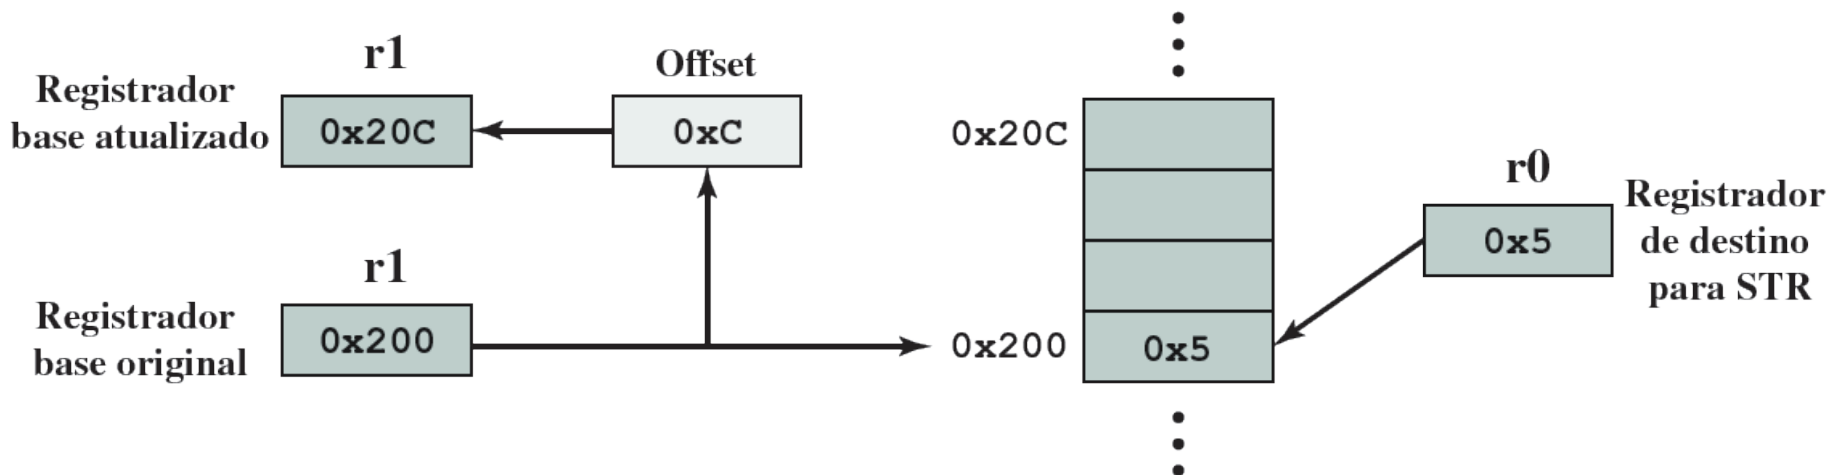 r1
Offset
Registrador
base atualizado
0x20C
0xC
0x20C
r0
Registrador
de destino
para STR
0x5
r1
Registrador
base original
0x200
0x200
0x5